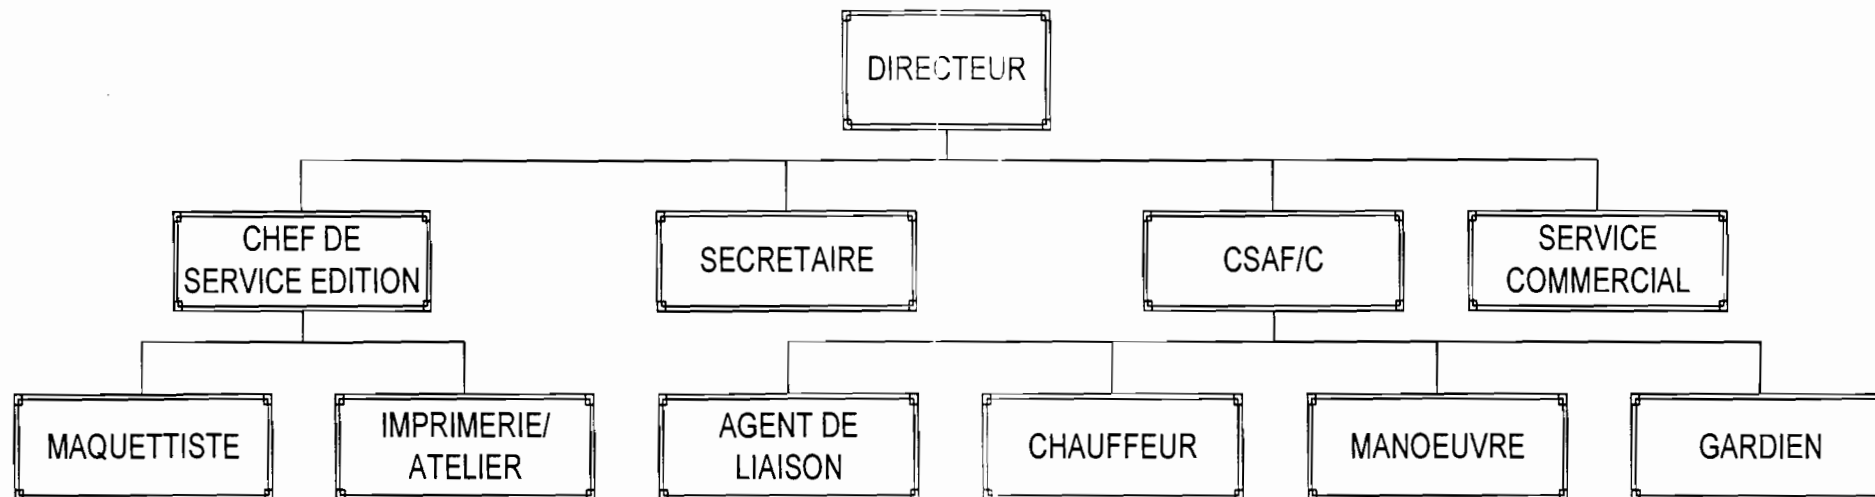 DIRECTEUR
CHEF DE
SERVICE EDITION
SECRETAIRE
CSAF/C
SERVICE
COMMERCIAL
MAQUETTISTE
IMPRIMERIE/
ATELIER
AGENT DE
LIAISON
CHAUFFEUR
MANOEUVRE
GARDIEN